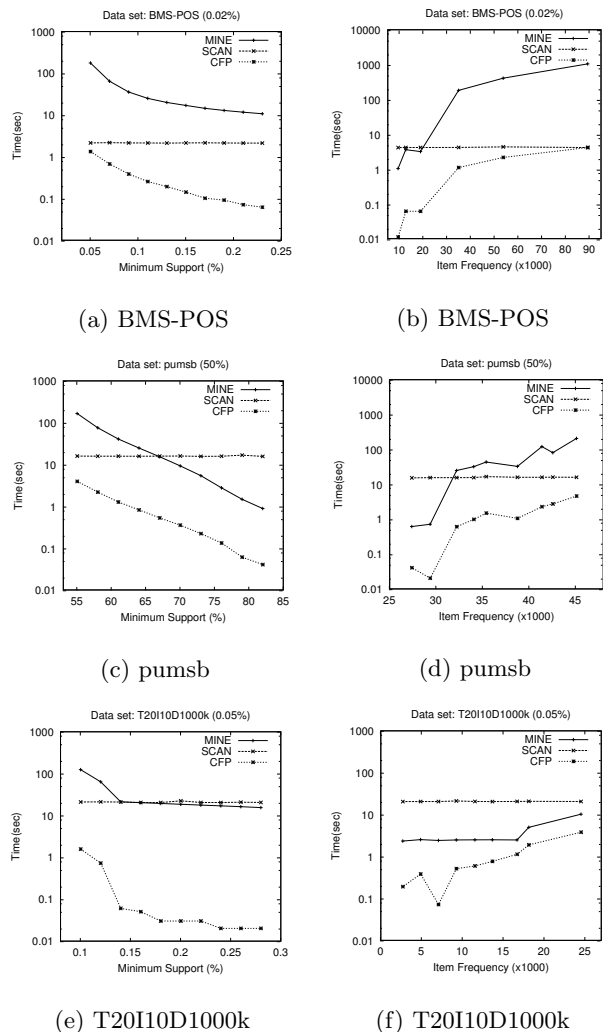 Data set: BMS-POS (0.02%)
1000
100
10
1
0.1
0.01
Time(sec)
MINE
SCAN
CFP
0.05
0.1
0.15
0.2
0.25
Minimum Support (%)
(a) BMS-POS
Data set: BMS-POS (0.02%)
10000
1000
100
10
1
0.1
0.01
Time(sec)
MINE
SCAN
CFP
10 20 30 40 50 60 70 80 90
Item Frequency (x1000)
(b) BMS-POS
Data set: pumsb (50%)
1000
100
10
1
0.1
0.01
Time(sec)
MINE
SCAN
CFP
55 60 65 70 75 80 85
Minimum Support (%)
(c) pumsb
Data set: pumsb (50%)
10000
1000
100
10
1
0.1
0.01
Time(sec)
MINE
SCAN
CFP
25 30 35 40 45
Item Frequency (x1000)
(d) pumsb
Data set: T20I10D1000k (0.05%)
1000
100
10
1
0.1
0.01
Time(sec)
MINE
SCAN
CFP
0.1 0.15 0.2 0.25 0.3
Minimum Support (%)
(e) T20I10D1000k
Data set: T20I10D1000k (0.05%)
1000
100
10
1
0.1
0.01
Time(sec)
MINE
SCAN
CFP
5 10 15 20 25
Item Frequency (x1000)
(f) T20I10D1000k